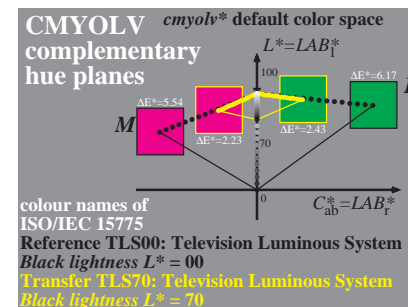 CMYOLV cmyolv* default color space
complementary
hue planes
L*=LAB*l
100
ΔE*=5.54
ΔE*=6.17
M
ΔE*=2.23
ΔE*=2.43
70
0
C*ab=LAB*r
colour names of
ISO/IEC 15775
Reference TLS00: Television Luminous System
Black lightness L* = 00
Transfer TLS70: Television Luminous System
Black lightness L* = 70